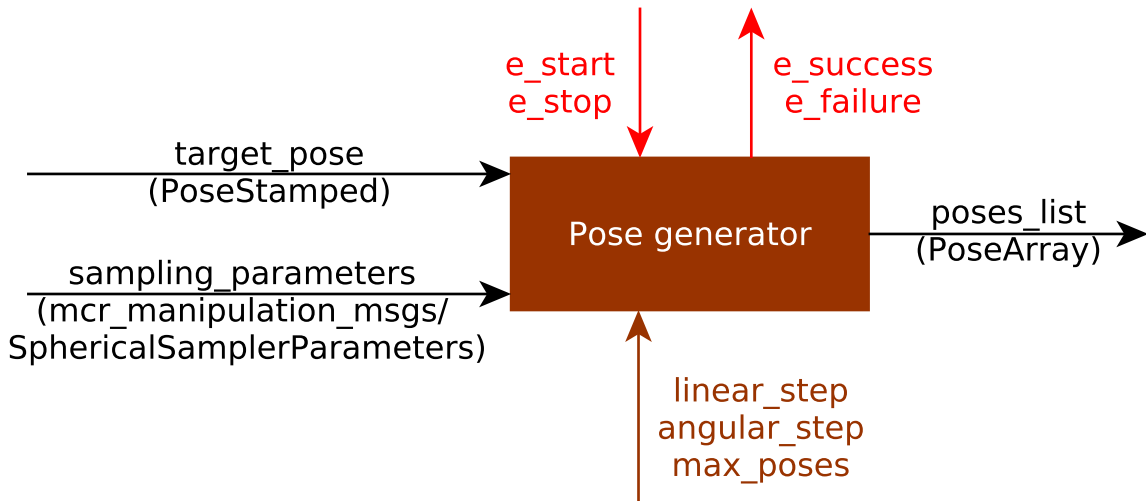 e_start
e_stop
e_success
e_failure
target_pose
(PoseStamped)
sampling_parameters
(mcr_manipulation_msgs/
SphericalSamplerParameters)
Pose generator
poses_list
(PoseArray)
linear_step
angular_step
max_poses